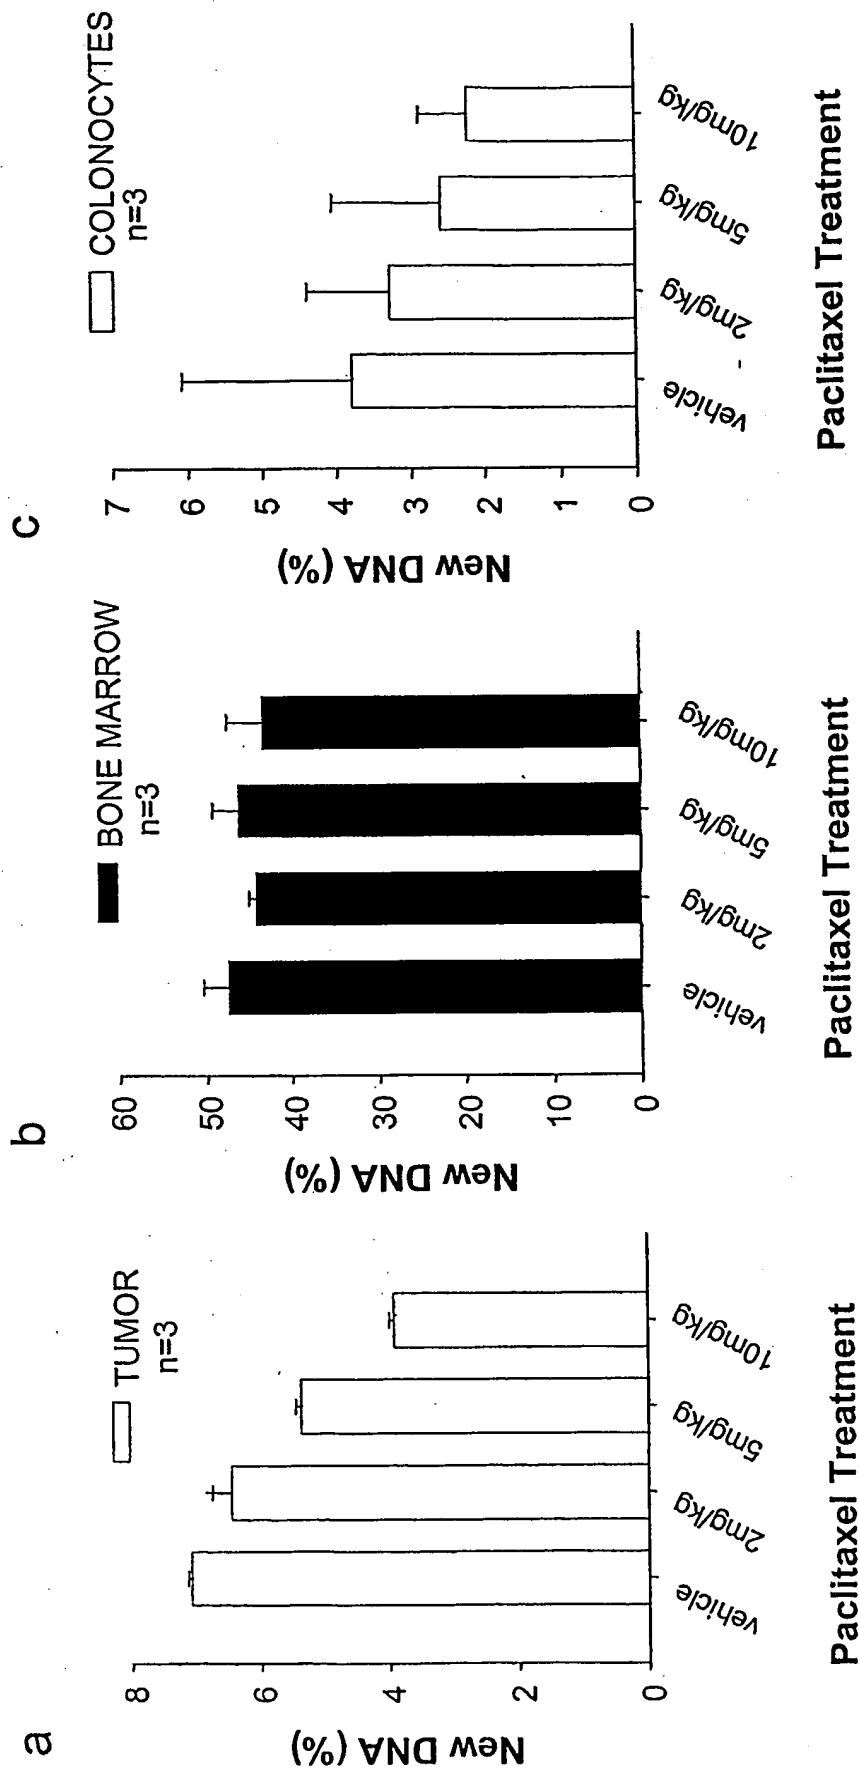 a
TUMOR
n=3
New DNA (%)
8
6
4
2
0
vehicle
2mg/kg
5mg/kg
10mg/kg
Paclitaxel Treatment
b
BONE MARROW
n=3
New DNA (%)
60
50
40
30
20
10
0
vehicle
2mg/kg
5mg/kg
10mg/kg
Paclitaxel Treatment
c
COLONOCYTES
n=3
New DNA (%)
7
6
5
4
3
2
1
0
vehicle
2mg/kg
5mg/kg
10mg/kg
Paclitaxel Treatment